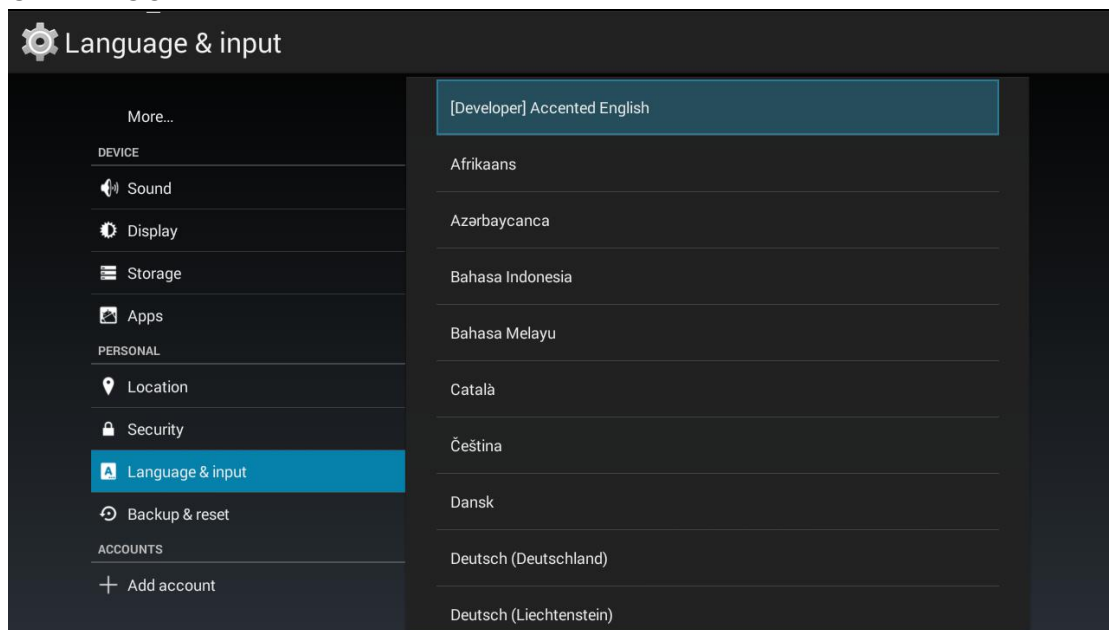 Language & input
More...
DEVICE
Sound
Display
Storage
Apps
PERSONAL
Location
Security
Language & input
Backup & reset
ACCOUNTS
Add account
[Developer] Accented English
Afrikaans
Azərbaycanca
Bahasa Indonesia
Bahasa Melayu
Català
Čeština
Dansk
Deutsch (Deutschland)
Deutsch (Liechtenstein)